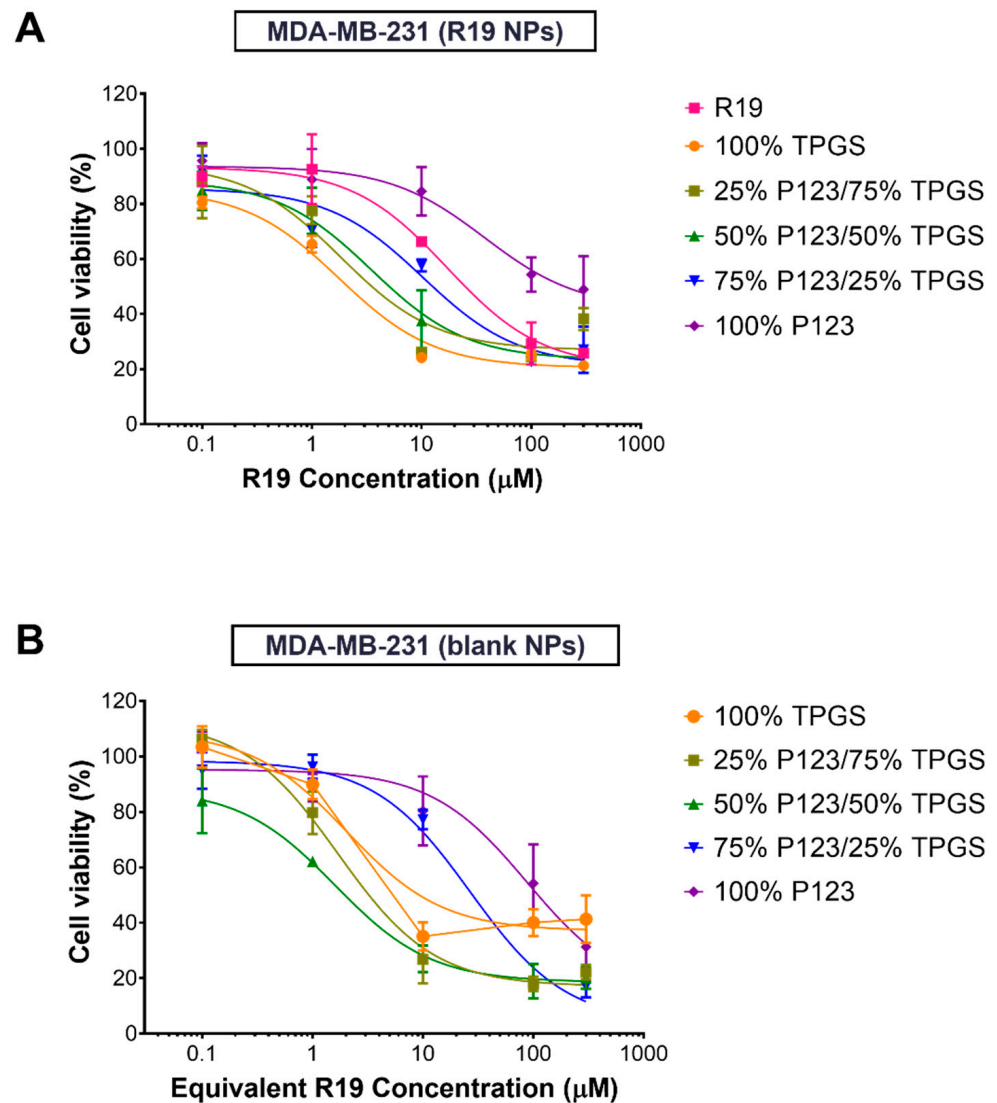 A
MDA-MB-231 (R19 NPs)
120
100
80
60
40
20
0
Cell viability (%)
0.1 1 10 100 1000
R19 Concentration (μM)
R19
100% TPGS
25% P123/75% TPGS
50% P123/50% TPGS
75% P123/25% TPGS
100% P123
B
MDA-MB-231 (blank NPs)
120
100
80
60
40
20
0
Cell viability (%)
0.1 1 10 100 1000
Equivalent R19 Concentration (μM)
100% TPGS
25% P123/75% TPGS
50% P123/50% TPGS
75% P123/25% TPGS
100% P123